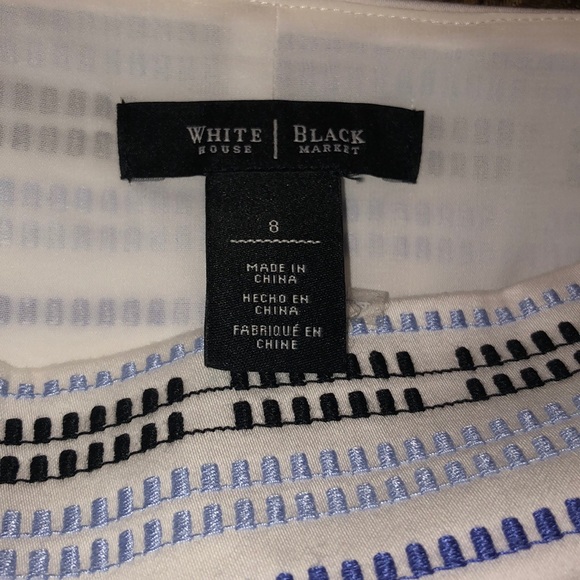 WHITE | BLACK
HOUSE MARKET
8
MADE IN
CHINA
HECHO EN
CHINA
FABRIQUÉ EN
CHINE